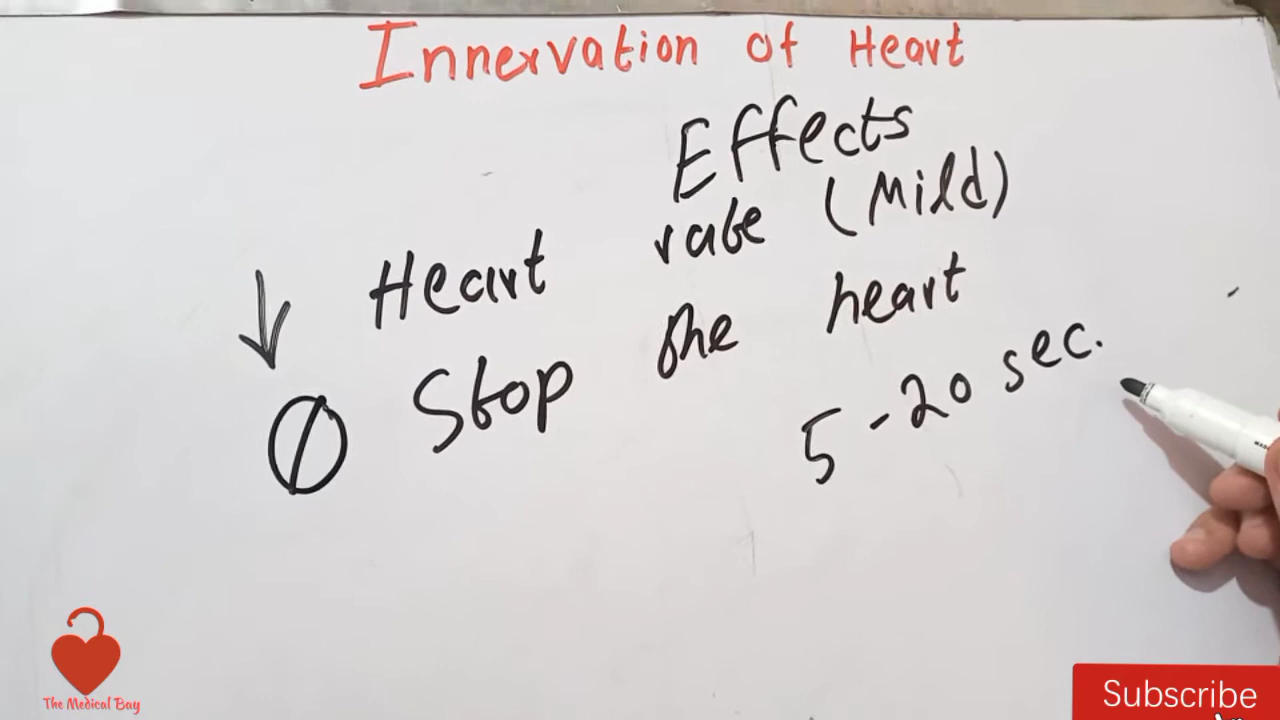 Innervation of Heart
Effects
↓ Heart rate (Mild)
Stop the heart
5-20 sec.
The Medical Bay
Subscribe